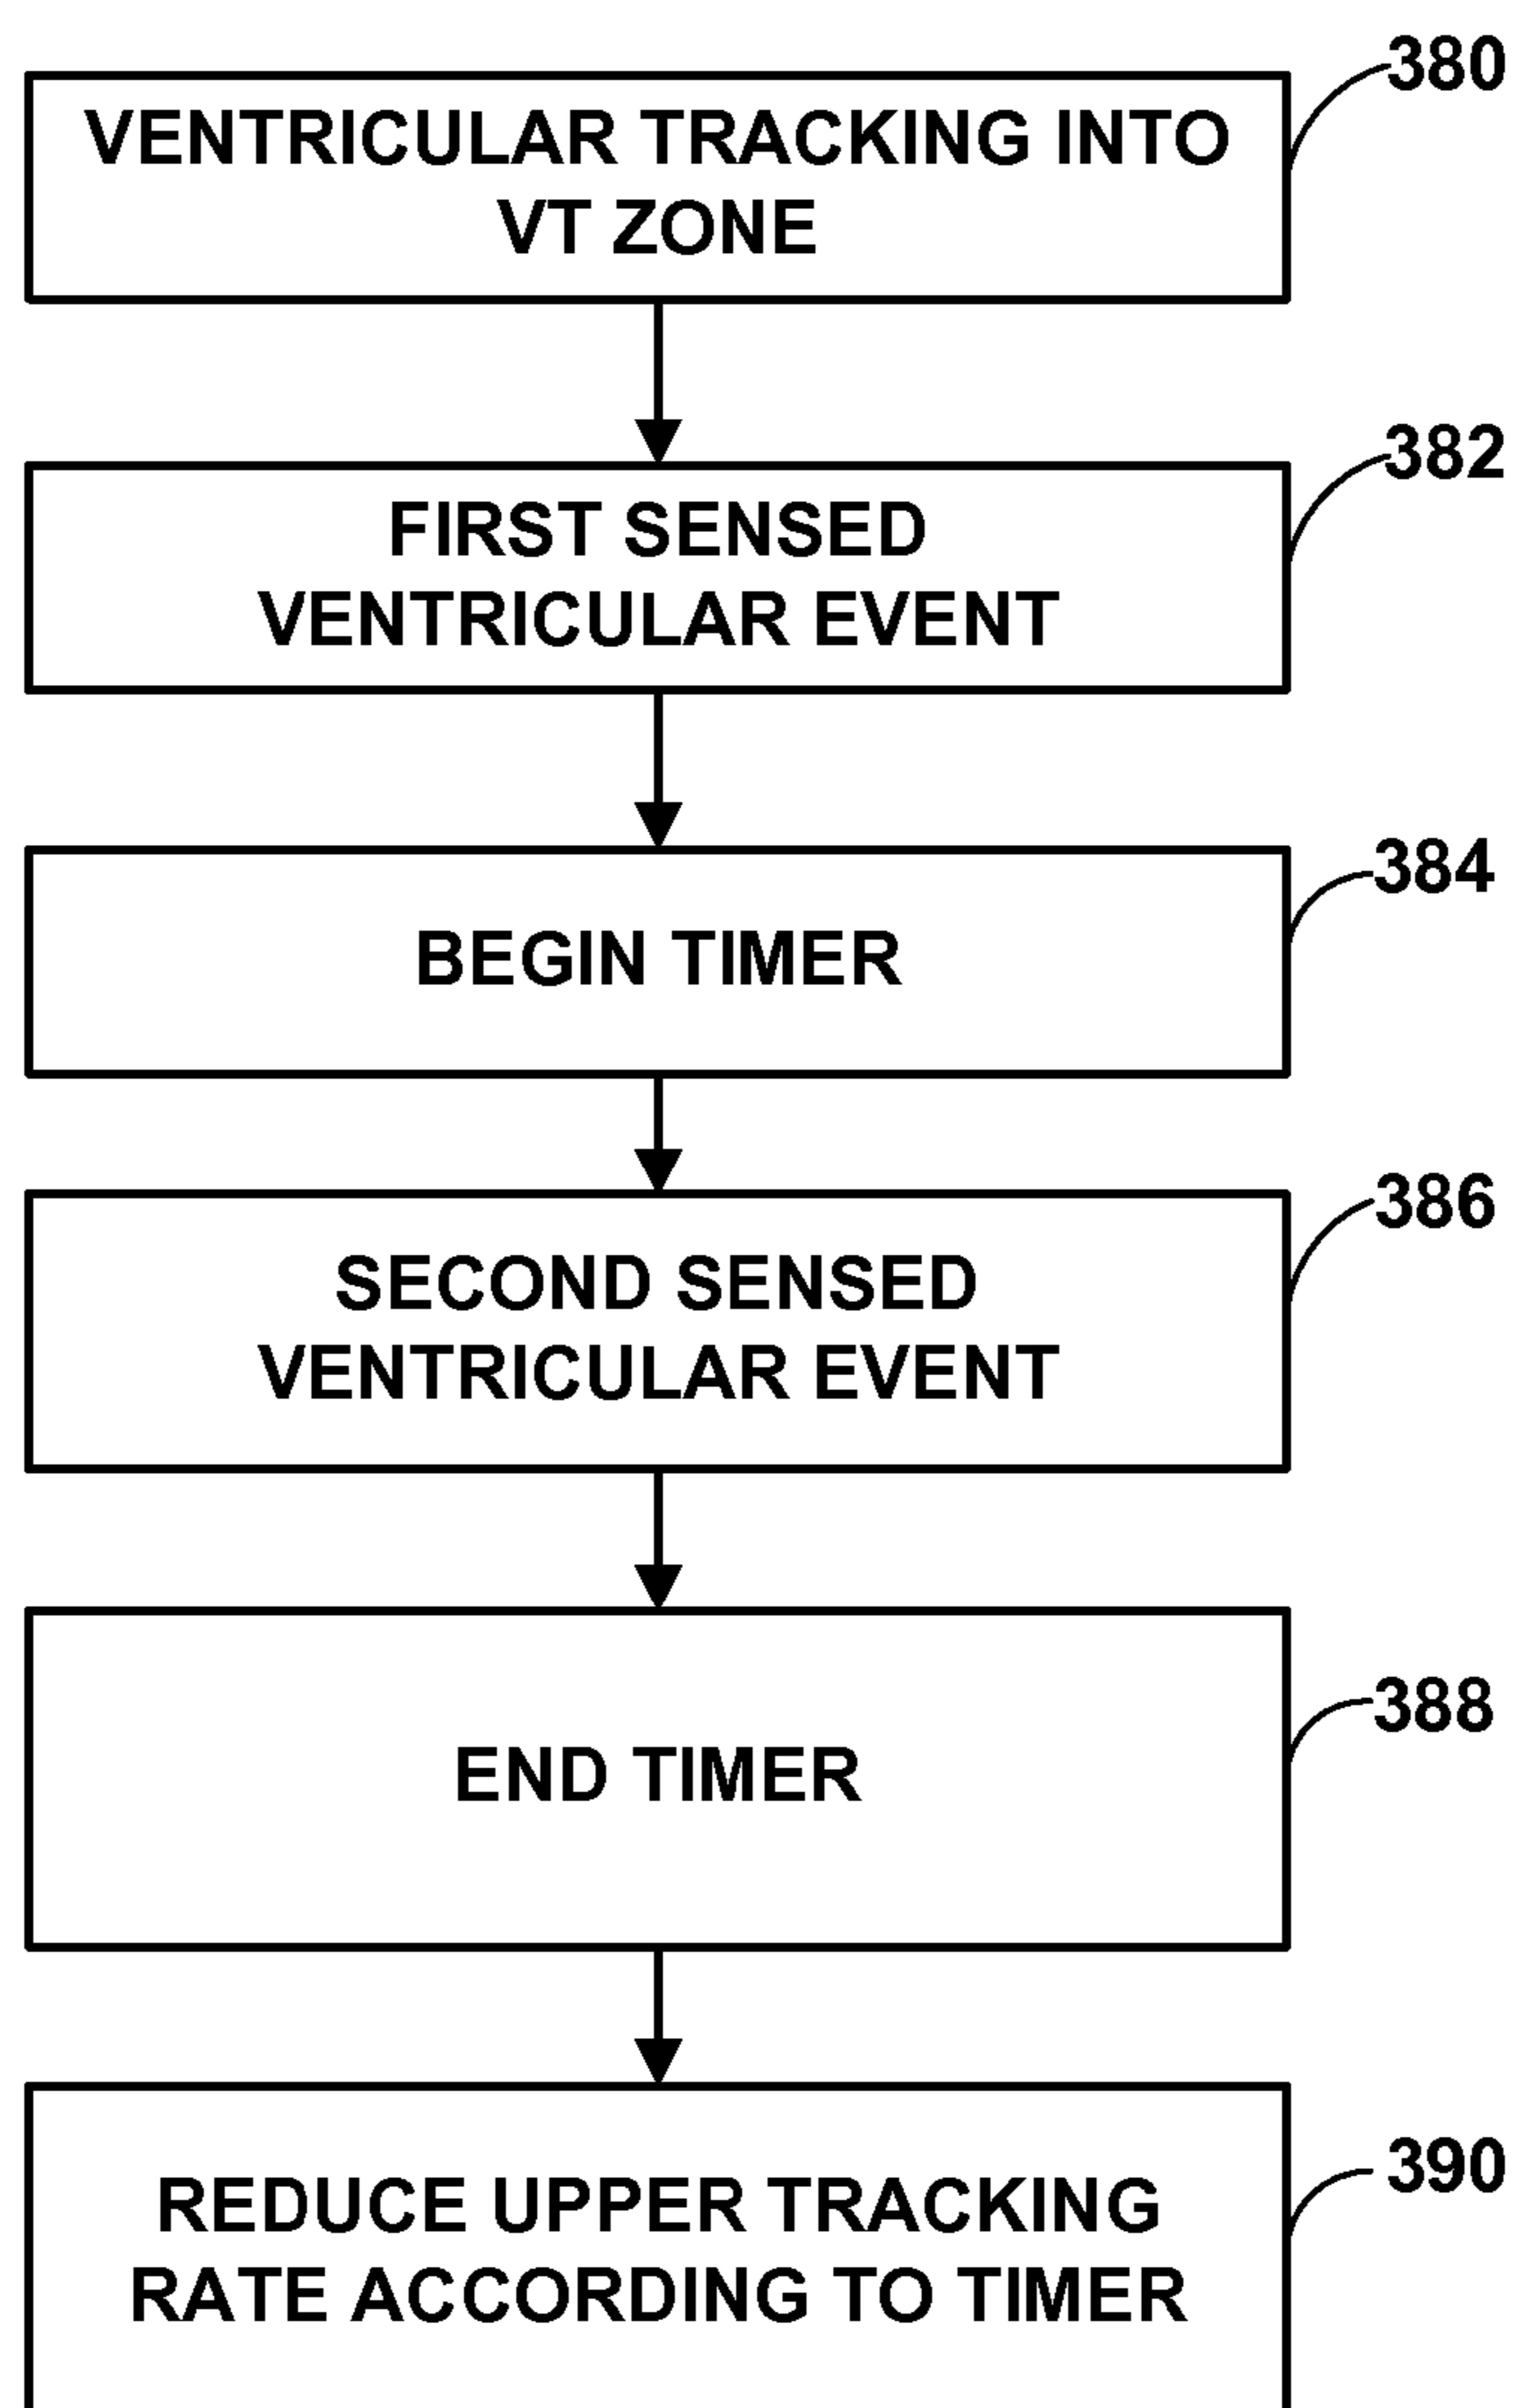 380
VENTRICULAR TRACKING INTO
VT ZONE
382
FIRST SENSED
VENTRICULAR EVENT
384
BEGIN TIMER
386
SECOND SENSED
VENTRICULAR EVENT
388
END TIMER
390
REDUCE UPPER TRACKING
RATE ACCORDING TO TIMER